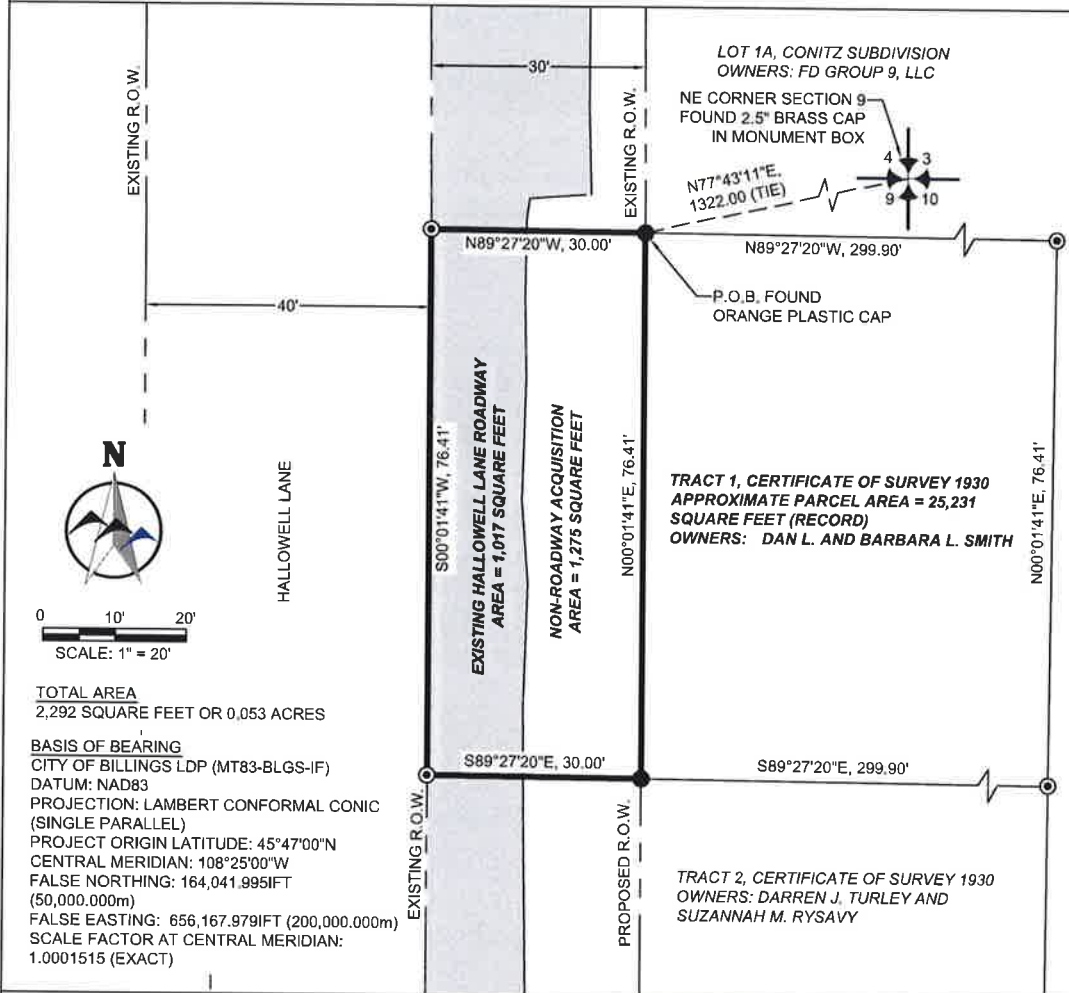 LOT 1A, CONITZ SUBDIVISION
OWNERS: FD GROUP 9, LLC
30'
EXISTING R.O.W.
EXISTING R.O.W.
NE CORNER SECTION 9
FOUND 2.5" BRASS CAP
IN MONUMENT BOX
4 3
9 10
N77°43'11"E,
1322.00 (TIE)
N89°27'20"W, 30.00'
N89°27'20"W, 299.90'
P.O.B. FOUND
ORANGE PLASTIC CAP
40'
S00°01'41"W, 76.41'
EXISTING HALLOWELL LANE ROADWAY
AREA = 1,017 SQUARE FEET
NON-ROADWAY ACQUISITION
AREA = 1,275 SQUARE FEET
N00°01'41"E, 76.41'
TRACT 1, CERTIFICATE OF SURVEY 1930
APPROXIMATE PARCEL AREA = 25,231
SQUARE FEET (RECORD)
OWNERS: DAN L. AND BARBARA L. SMITH
N00°01'41"E, 76.41'
N
HALLOWELL LANE
0 10' 20'
SCALE: 1" = 20'
TOTAL AREA
2,292 SQUARE FEET OR 0.053 ACRES
BASIS OF BEARING
CITY OF BILLINGS LDP (MT83-BLGS-IF)
DATUM: NAD83
PROJECTION: LAMBERT CONFORMAL CONIC
(SINGLE PARALLEL)
PROJECT ORIGIN LATITUDE: 45°47'00"N
CENTRAL MERIDIAN: 108°25'00"W
FALSE NORTHING: 164,041.995IFT
(50,000.000m)
FALSE EASTING: 656,167.979IFT (200,000.000m)
SCALE FACTOR AT CENTRAL MERIDIAN:
1.0001515 (EXACT)
S89°27'20"E, 30.00'
S89°27'20"E, 299.90'
EXISTING R.O.W.
PROPOSED R.O.W.
TRACT 2, CERTIFICATE OF SURVEY 1930
OWNERS: DARREN J. TURLEY AND
SUZANNAH M. RYSAVY